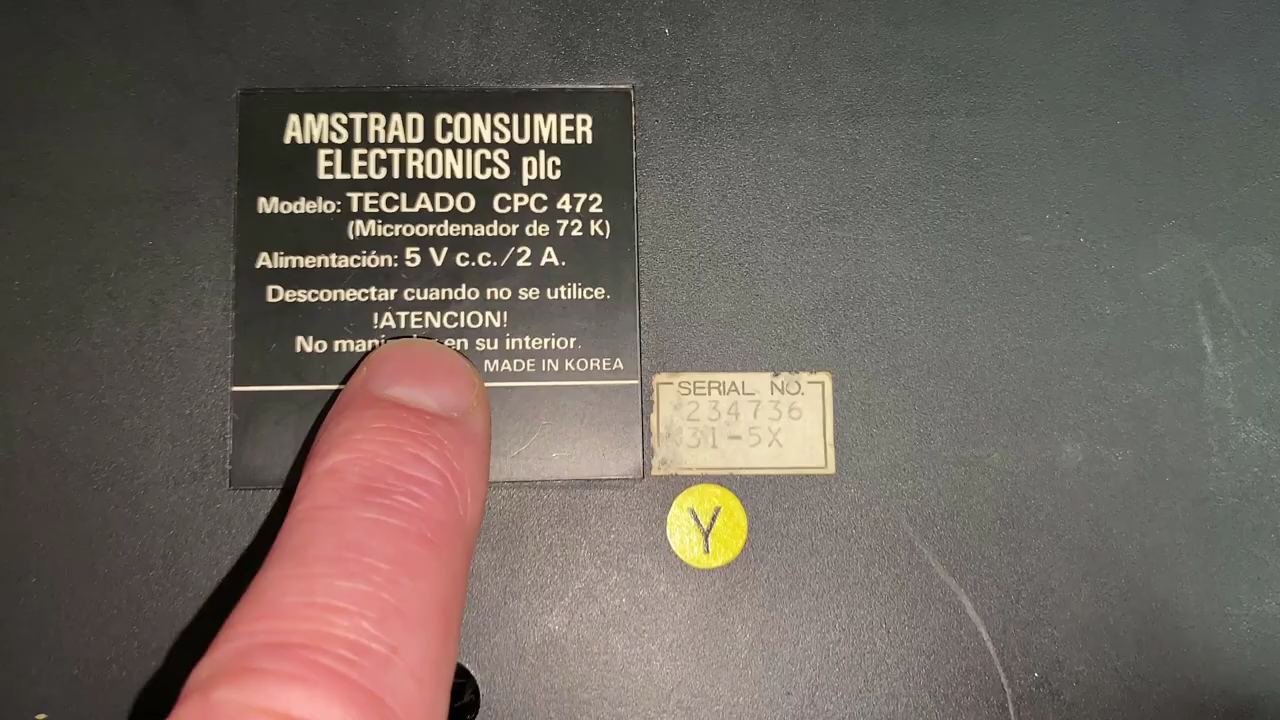 AMSTRAD CONSUMER
ELECTRONICS plc
Modelo: TECLADO CPC 472
(Microordenador de 72 K)
Alimentación: 5 V c.c./2 A.
Desconectar cuando no se utilice.
!ATENCION!
No en su interior.
MADE IN KOREA
SERIAL NO.
234736
31-5X
Y